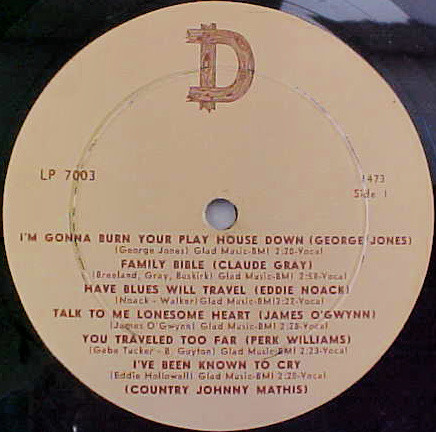 D
LP 7003
1473
Side 1
I'M GONNA BURN YOUR PLAY HOUSE DOWN (GEORGE JONES)
(George Jones) Glad Music-BMI 2:20-Vocal
FAMILY BIBLE (CLAUDE GRAY)
(Breeland, Gray, Buskirk) Glad Music-BMI 2:58-Vocal
HAVE BLUES WILL TRAVEL (EDDIE NOACK)
(Noack - Walker) Glad Music-BMI 2:27-Vocal
TALK TO ME LONESOME HEART (JAMES O'GWYNN)
(James O'Gwynn) Glad Music-BMI 2:28-Vocal
YOU TRAVELED TOO FAR (PERK WILLIAMS)
(Gabe Tucker - B. Guyton) Glad Music-BMI 2:23-Vocal
I'VE BEEN KNOWN TO CRY
(Eddie Hollowell) Glad Music-BMI 2:20-Vocal
(COUNTRY JOHNNY MATHIS)